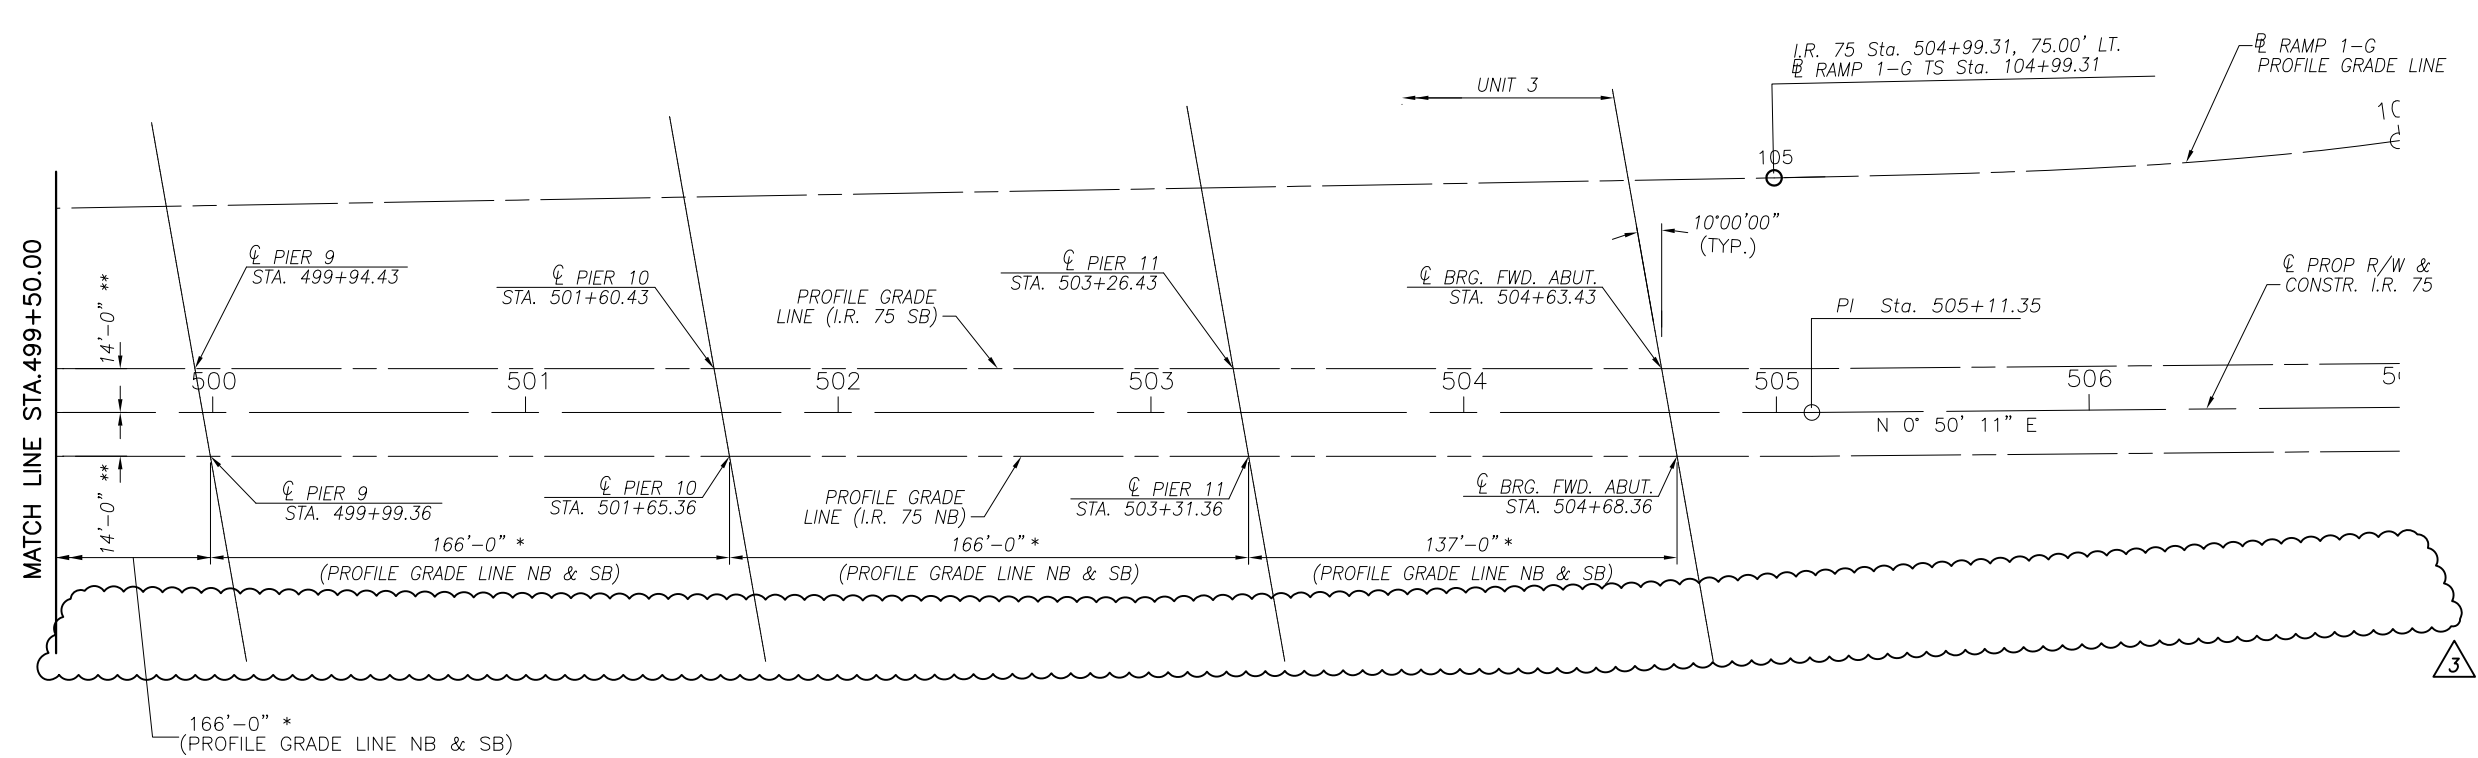 I.R. 75 Sta. 504+99.31, 75.00' LT.
℄ RAMP 1-G TS Sta. 104+99.31
RAMP 1-G
PROFILE GRADE LINE
UNIT 3
105
10°00'00"
(TYP.)
℄ PIER 9
STA. 499+94.43
℄ PIER 10
STA. 501+60.43
PROFILE GRADE
LINE (I.R. 75 SB)
℄ PIER 11
STA. 503+26.43
℄ BRG. FWD. ABUT.
STA. 504+63.43
PI Sta. 505+11.35
℄ PROP R/W &
CONSTR. I.R. 75
MATCH LINE STA.499+50.00
14'-0" **
14'-0" **
500
501
502
503
504
505
506
N 0° 50' 11" E
℄ PIER 9
STA. 499+99.36
℄ PIER 10
STA. 501+65.36
PROFILE GRADE
LINE (I.R. 75 NB)
℄ PIER 11
STA. 503+31.36
℄ BRG. FWD. ABUT.
STA. 504+68.36
166'-0" *
(PROFILE GRADE LINE NB & SB)
166'-0" *
(PROFILE GRADE LINE NB & SB)
137'-0" *
(PROFILE GRADE LINE NB & SB)
3
166'-0" *
(PROFILE GRADE LINE NB & SB)